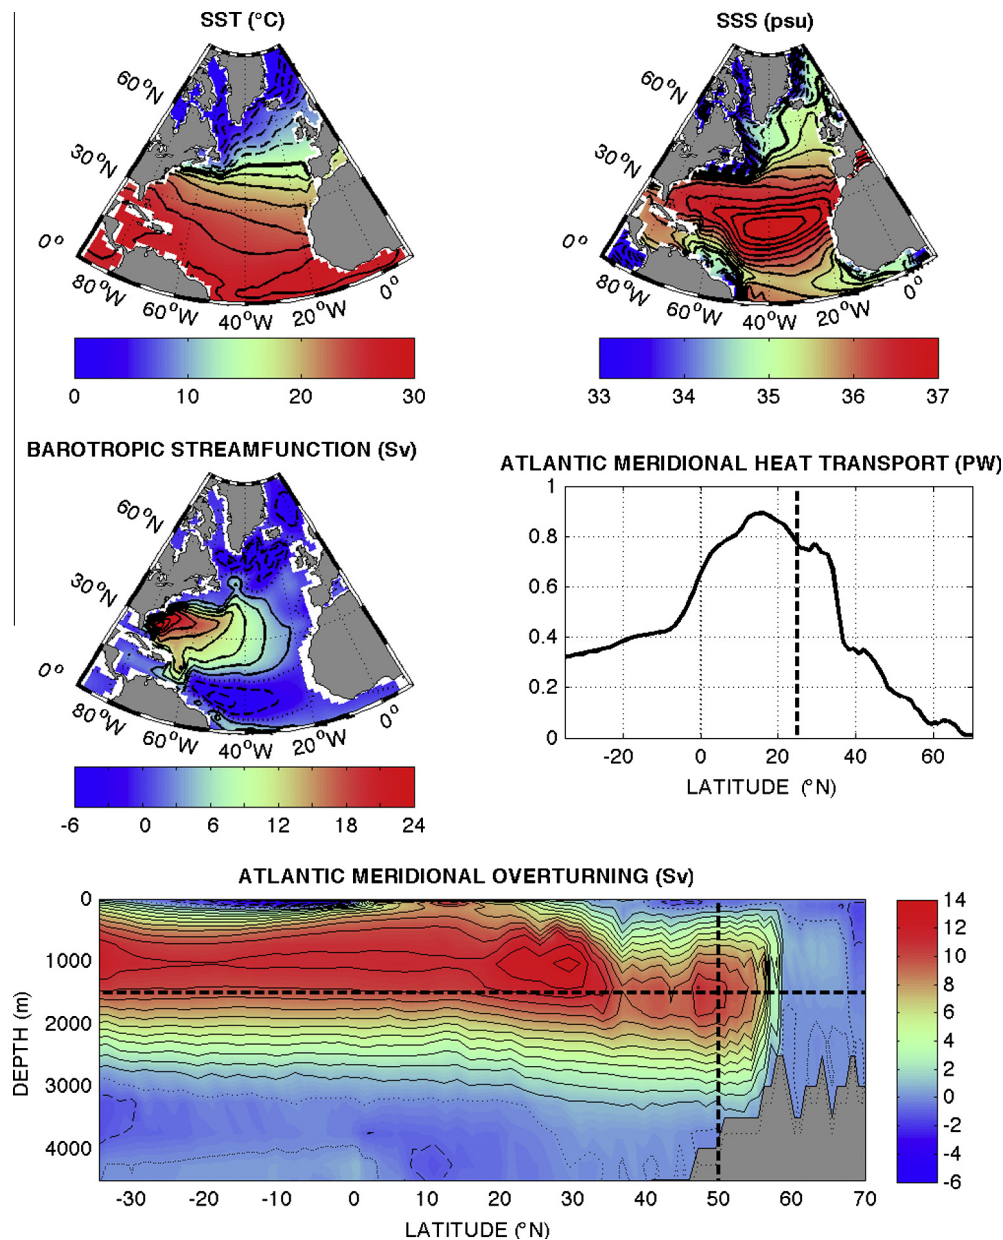 SST (°C)
60°N
30°N
0°
80°W
60°W
40°W
20°W
0°
0 10 20 30
SSS (psu)
60°N
30°N
0°
80°W
60°W
40°W
20°W
0°
33 34 35 36 37
BAROTROPIC STREAMFUNCTION (Sv)
60°N
30°N
0°
80°W
60°W
40°W
20°W
0°
-6 0 6 12 18 24
ATLANTIC MERIDIONAL HEAT TRANSPORT (PW)
1
0.8
0.6
0.4
0.2
0
-20 0 20 40 60
LATITUDE (°N)
ATLANTIC MERIDIONAL OVERTURNING (Sv)
0
1000
2000
3000
4000
DEPTH (m)
-30 -20 -10 0 10 20 30 40 50 60 70
LATITUDE (°N)
14
12
10
8
6
4
2
0
-2
-4
-6